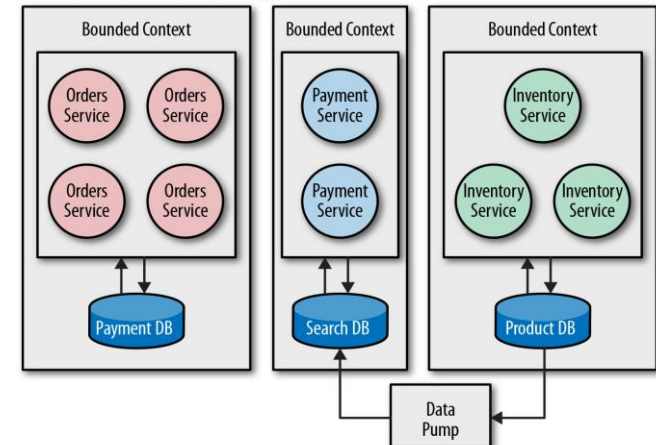 Bounded Context
Orders
Service
Orders
Service
Orders
Service
Orders
Service
Payment DB
Bounded Context
Payment
Service
Payment
Service
Search DB
Bounded Context
Inventory
Service
Inventory
Service
Inventory
Service
Product DB
Data
Pump